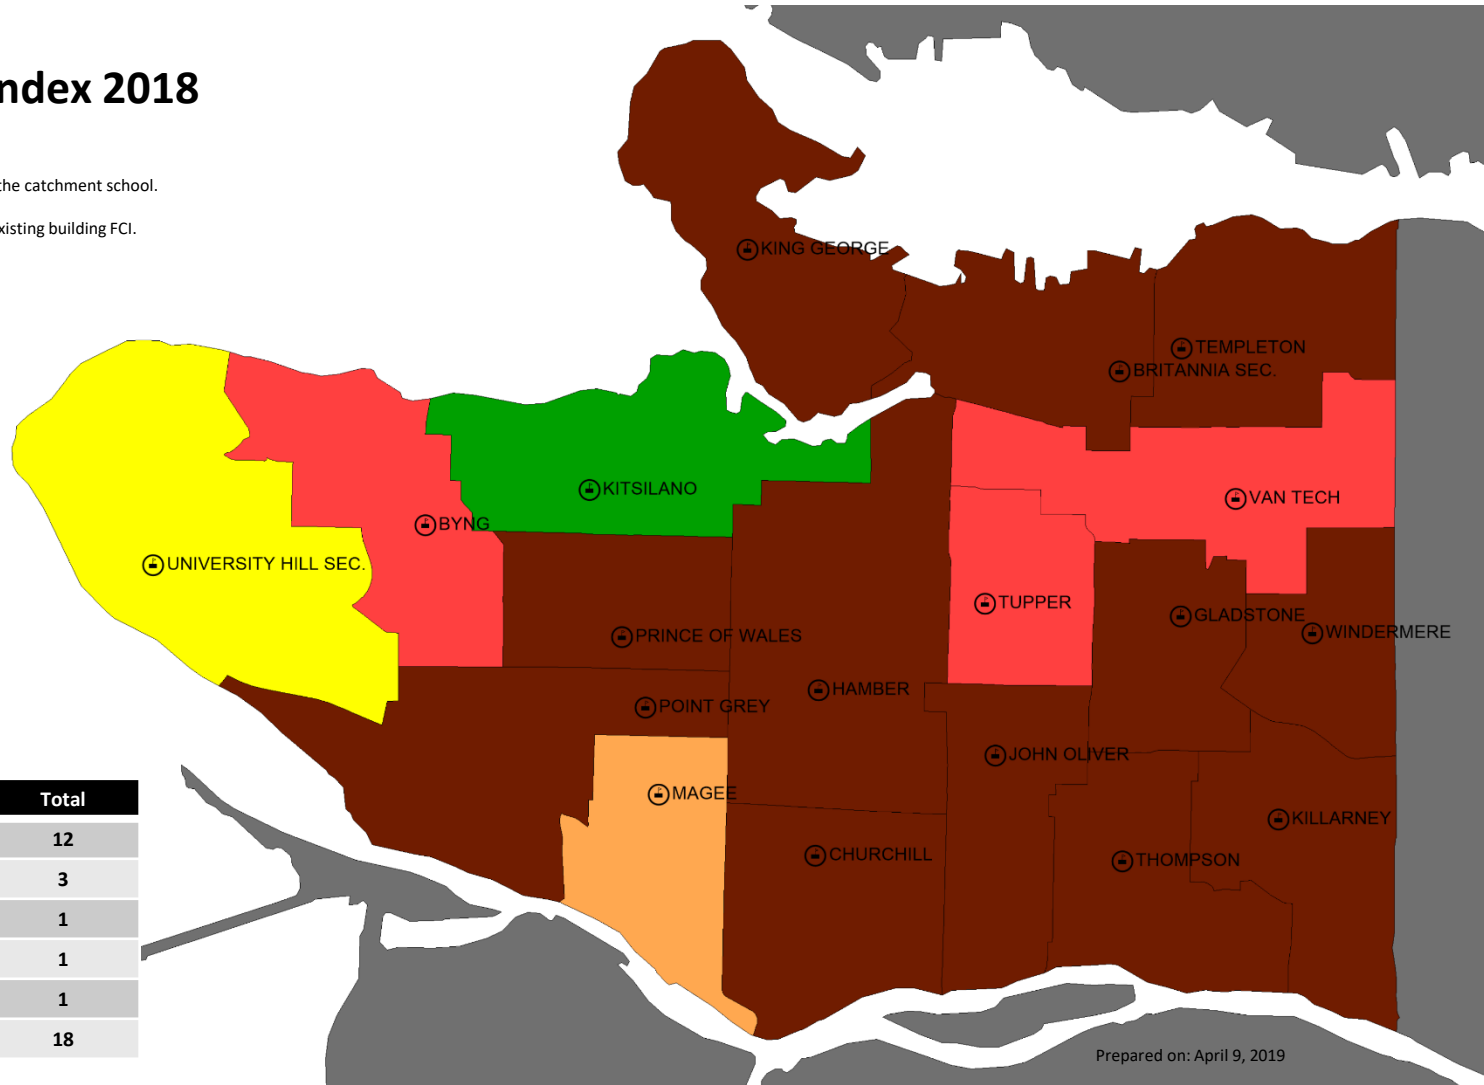 ndex 2018
the catchment school.
xisting building FCI.
KING GEORGE
TEMPLETON
BRITANNIA SEC.
KITSILANO
VAN TECH
BYNG
UNIVERSITY HILL SEC.
TUPPER
GLADSTONE
WINDERMERE
PRINCE OF WALES
HAMBER
POINT GREY
JOHN OLIVER
MAGEE
KILLARNEY
CHURCHILL
THOMPSON
Total
12
3
1
1
1
18
Prepared on: April 9, 2019